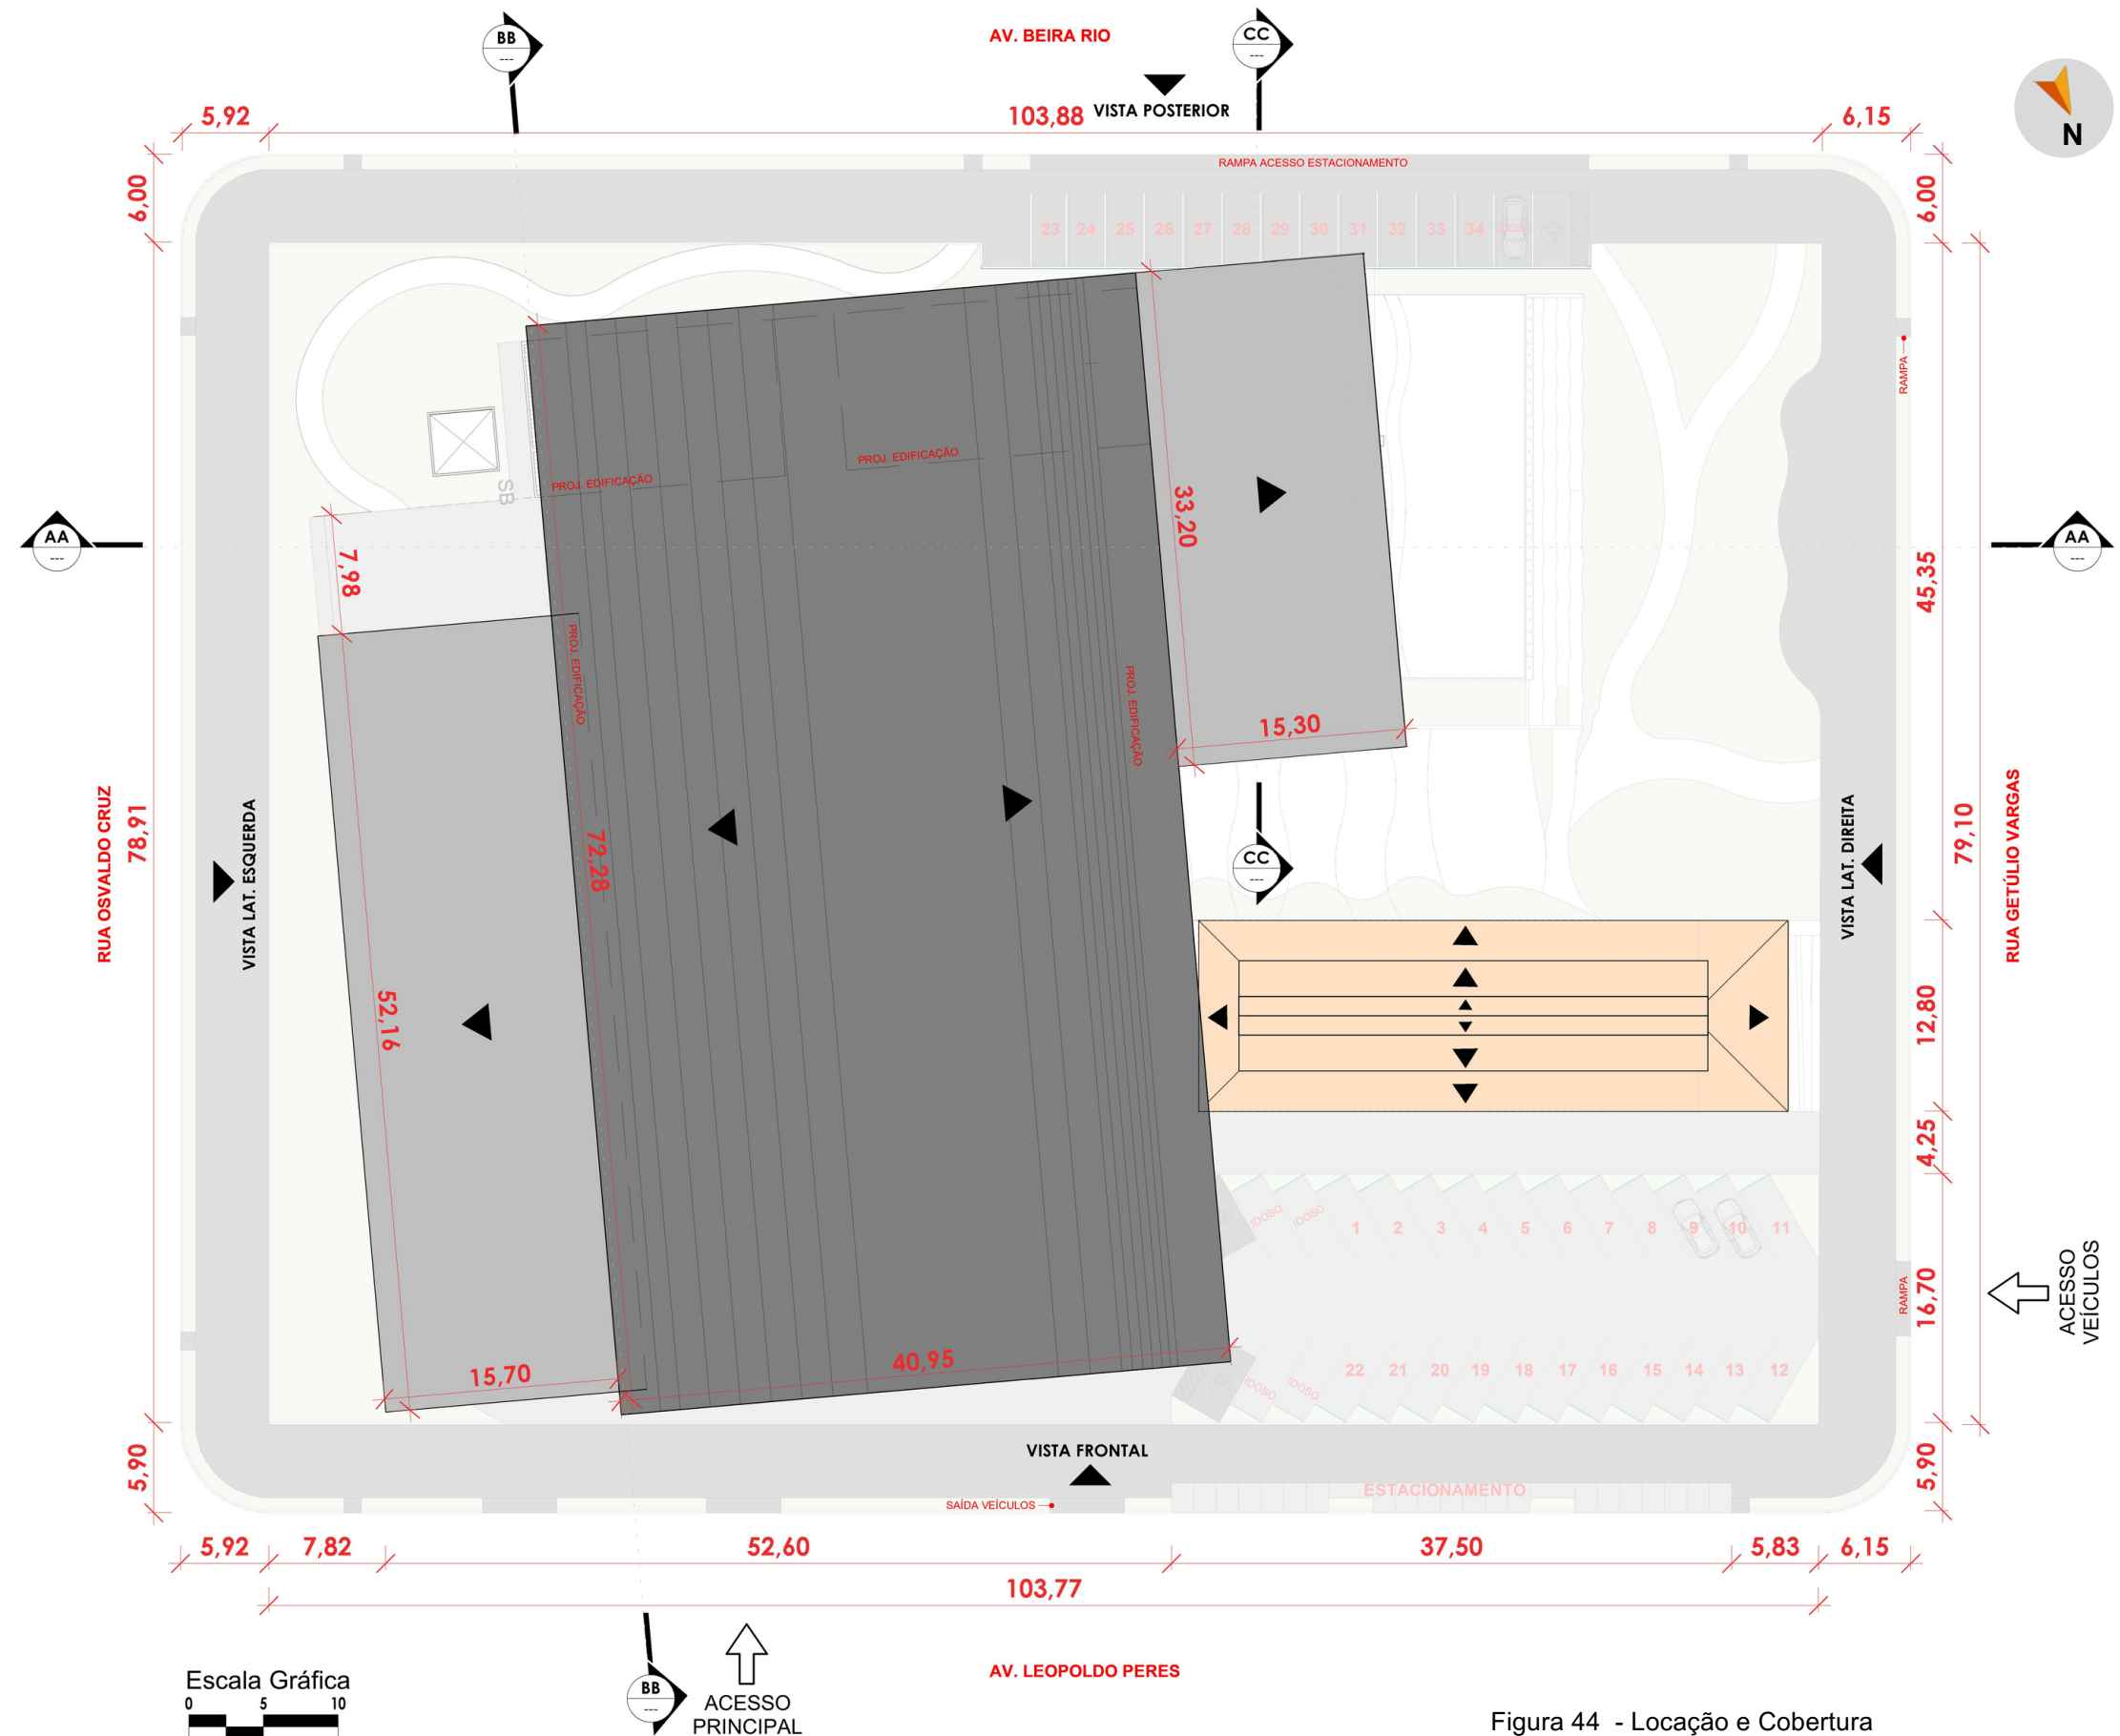 BB
---
AV. BEIRA RIO
CC
---
N
5,92
103,88
VISTA POSTERIOR
6,15
RAMPA ACESSO ESTACIONAMENTO
6,00
6,00
23 24 25 26 27 28 29 30 31 32 33 34 IDOSO
RAMPA
PROJ. EDIFICAÇÃO
PROJ. EDIFICAÇÃO
SB
33,20
AA
---
AA
---
7,98
45,35
PROJ. EDIFICAÇÃO
PROJ. EDIFICAÇÃO
15,30
RUA OSVALDO CRUZ
78,91
VISTA LAT. ESQUERDA
72,28
CC
---
VISTA LAT. DIREITA
79,10
RUA GETÚLIO VARGAS
52,16
12,80
4,25
IDOSO IDOSO 1 2 3 4 5 6 7 8 9 10 11
RAMPA
16,70
ACESSO
VEÍCULOS
15,70
40,95
IDOSO IDOSO 22 21 20 19 18 17 16 15 14 13 12
5,90
VISTA FRONTAL
5,90
ESTACIONAMENTO
SAÍDA VEÍCULOS
5,92
7,82
52,60
37,50
5,83
6,15
103,77
AV. LEOPOLDO PERES
Escala Gráfica
0 5 10
BB
---
ACESSO
PRINCIPAL
Figura 44 - Locação e Cobertura